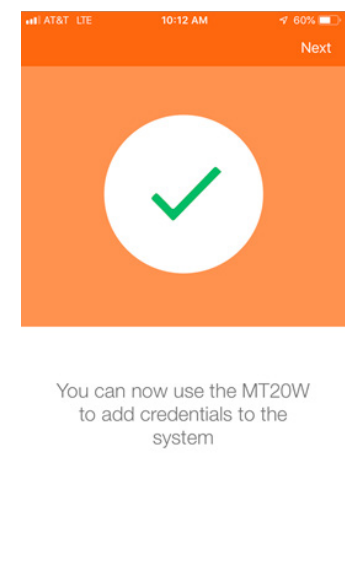 AT&T LTE 10:12 AM 60%
Next
You can now use the MT20W
to add credentials to the
system